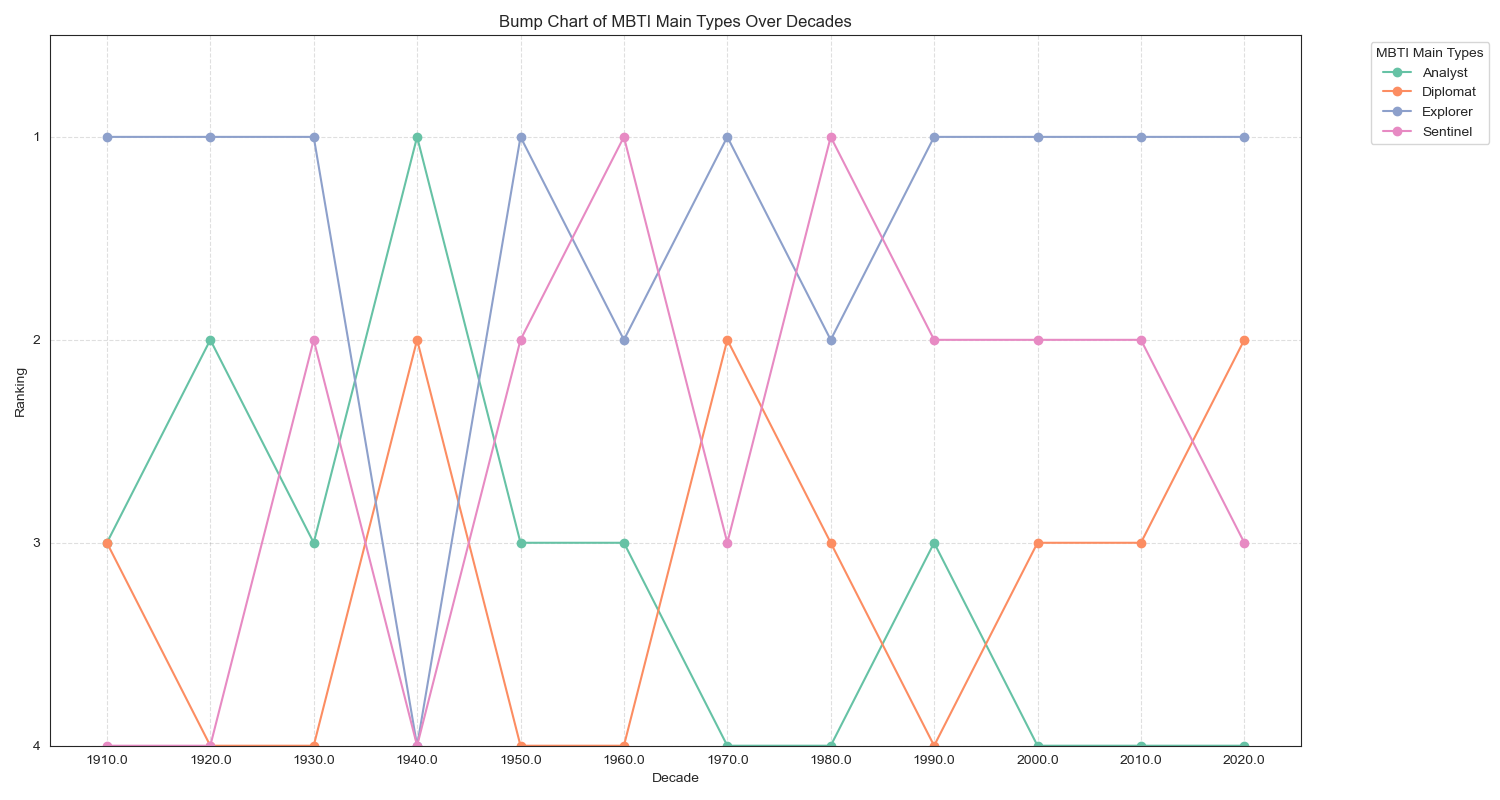 Bump Chart of MBTI Main Types Over Decades
MBTI Main Types
Analyst
Diplomat
Explorer
Sentinel
1
2
3
4
Ranking
1910.0 1920.0 1930.0 1940.0 1950.0 1960.0 1970.0 1980.0 1990.0 2000.0 2010.0 2020.0
Decade